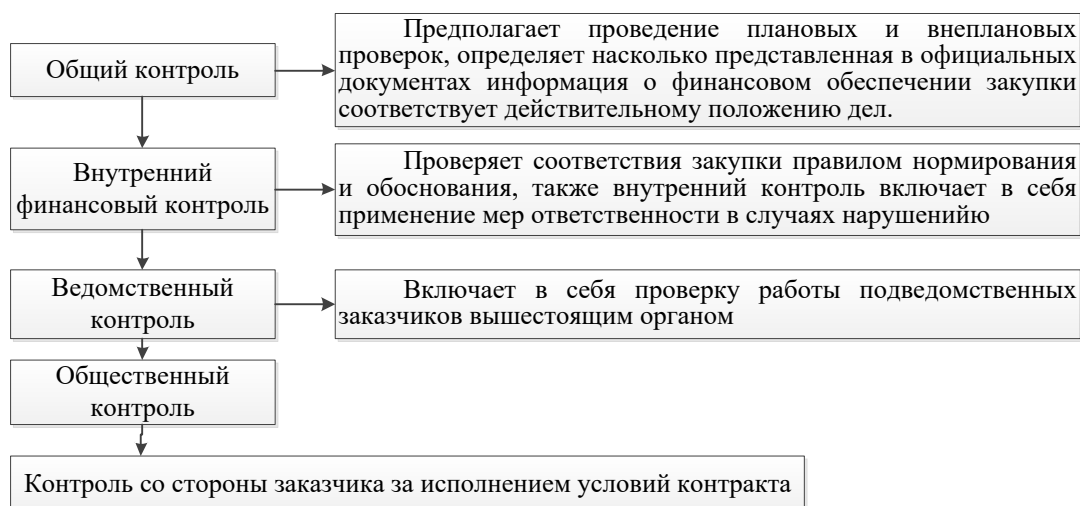 Общий контроль
Предполагает проведение плановых и внеплановых
проверок, определяет насколько представленная в официальных
документах информация о финансовом обеспечении закупки
соответствует действительному положению дел.
Внутренний
финансовый контроль
Проверяет соответствия закупки правилом нормирования
и обоснования, также внутренний контроль включает в себя
применение мер ответственности в случаях нарушенийю
Ведомственный
контроль
Включает в себя проверку работы подведомственных
заказчиков вышестоящим органом
Общественный
контроль
Контроль со стороны заказчика за исполнением условий контракта